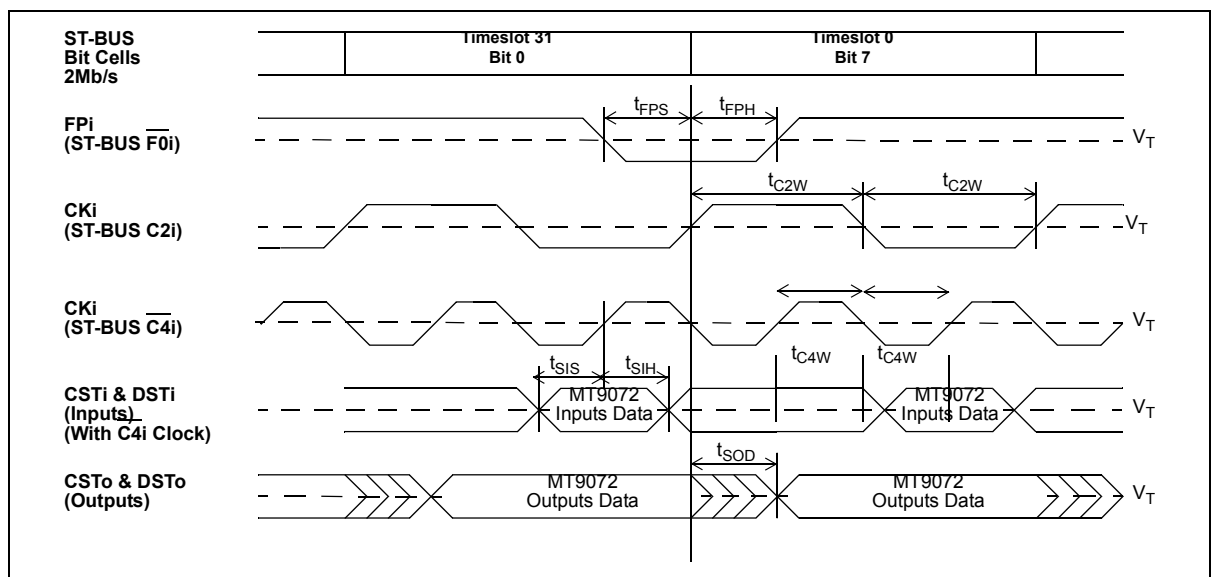 ST-BUS
Bit Cells
2Mb/s
Timeslot 31
Bit 0
Timeslot 0
Bit 7
FPi
(ST-BUS F0i)
tFPS
tFPH
VT
CKi
(ST-BUS C2i)
tC2W
tC2W
VT
CKi
(ST-BUS C4i)
VT
tC4W
tC4W
tSIS
tSIH
CSTi & DSTi
(Inputs)
(With C4i Clock)
MT9072
Inputs Data
MT9072
Inputs Data
VT
tSOD
CSTo & DSTo
(Outputs)
MT9072
Outputs Data
MT9072
Outputs Data
VT